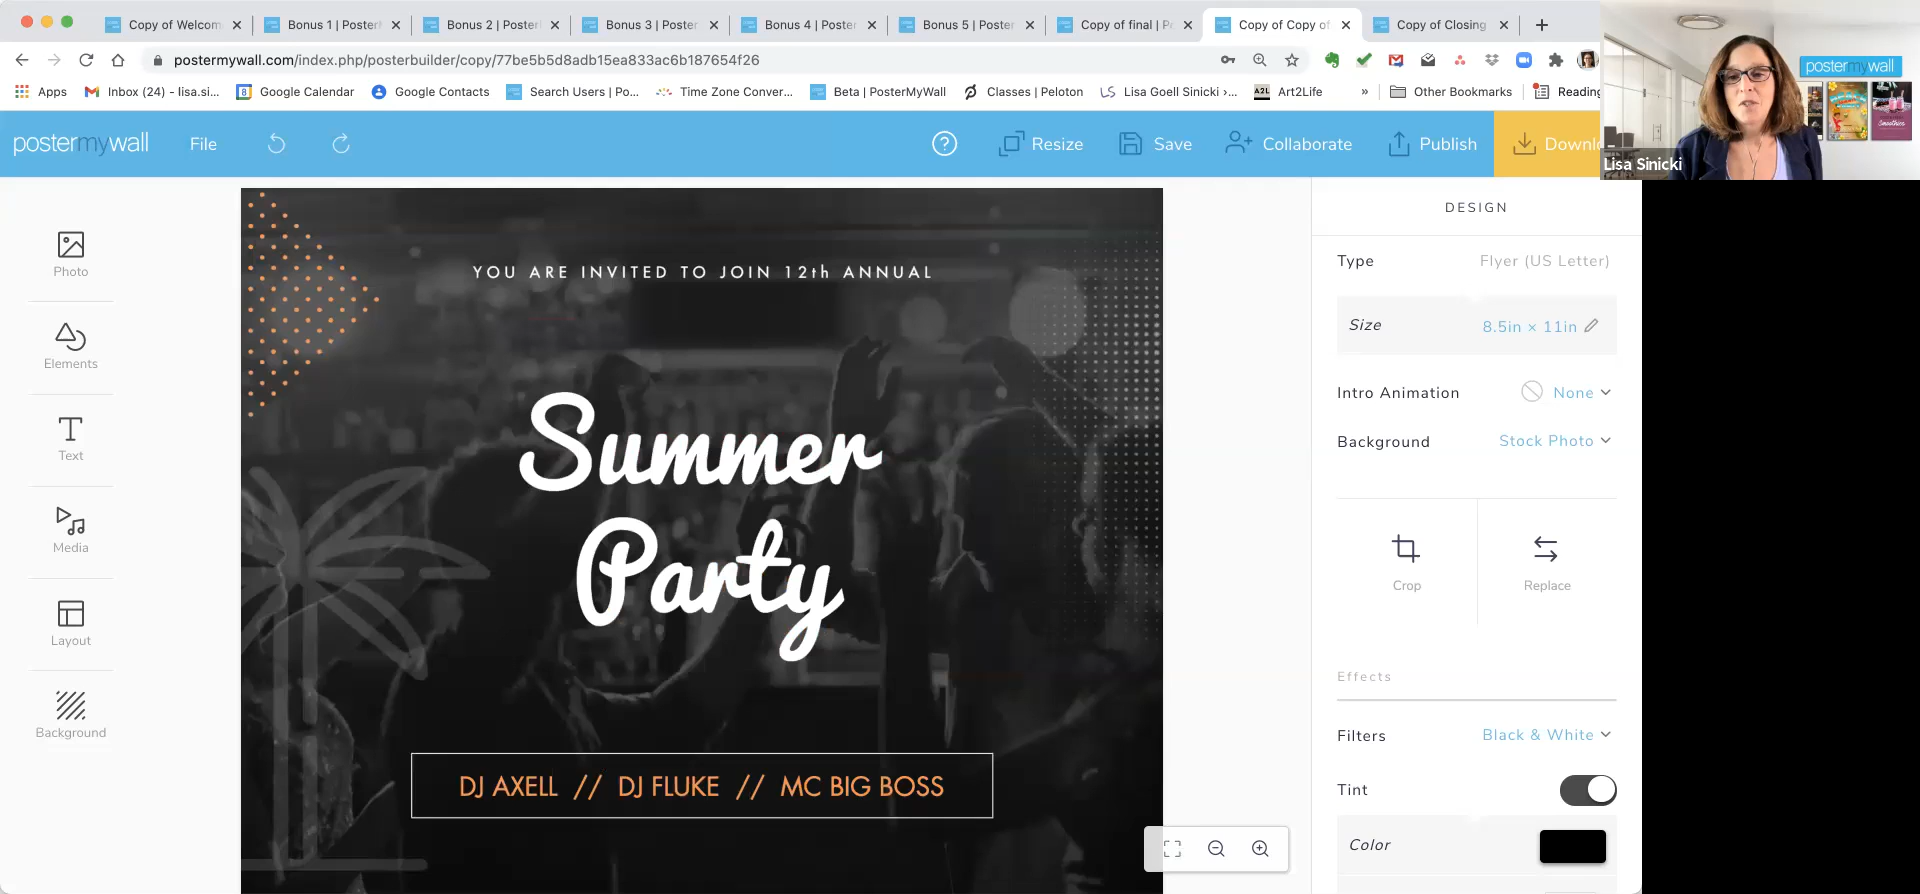 Copy of Welcom
Bonus 1 | Poster
Bonus 2 | Poster
Bonus 3 | Poster
Bonus 4 | Poster
Bonus 5 | Poster
Copy of final | P
Copy of Copy of
Copy of Closing
postermywall.com/index.php/posterbuilder/copy/77be5b5d8adb15ea833ac6b187654f26
Apps
Inbox (24) - lisa.si...
Google Calendar
Google Contacts
Search Users | Po...
Time Zone Conver...
Beta | PosterMyWall
Classes | Peloton
Lisa Goell Sinicki ›...
A2L
Art2Life
»
Other Bookmarks
Reading
postermywall
Smoothies
Lisa Sinicki
postermywall
File
Resize
Save
Collaborate
Publish
Downl
Photo
Elements
Text
Media
Layout
Background
YOU ARE INVITED TO JOIN 12th ANNUAL
Summer
Party
DJ AXELL // DJ FLUKE // MC BIG BOSS
DESIGN
Type
Flyer (US Letter)
Size
8.5in × 11in
Intro Animation
None
Background
Stock Photo
Crop
Replace
Effects
Filters
Black & White
Tint
Color